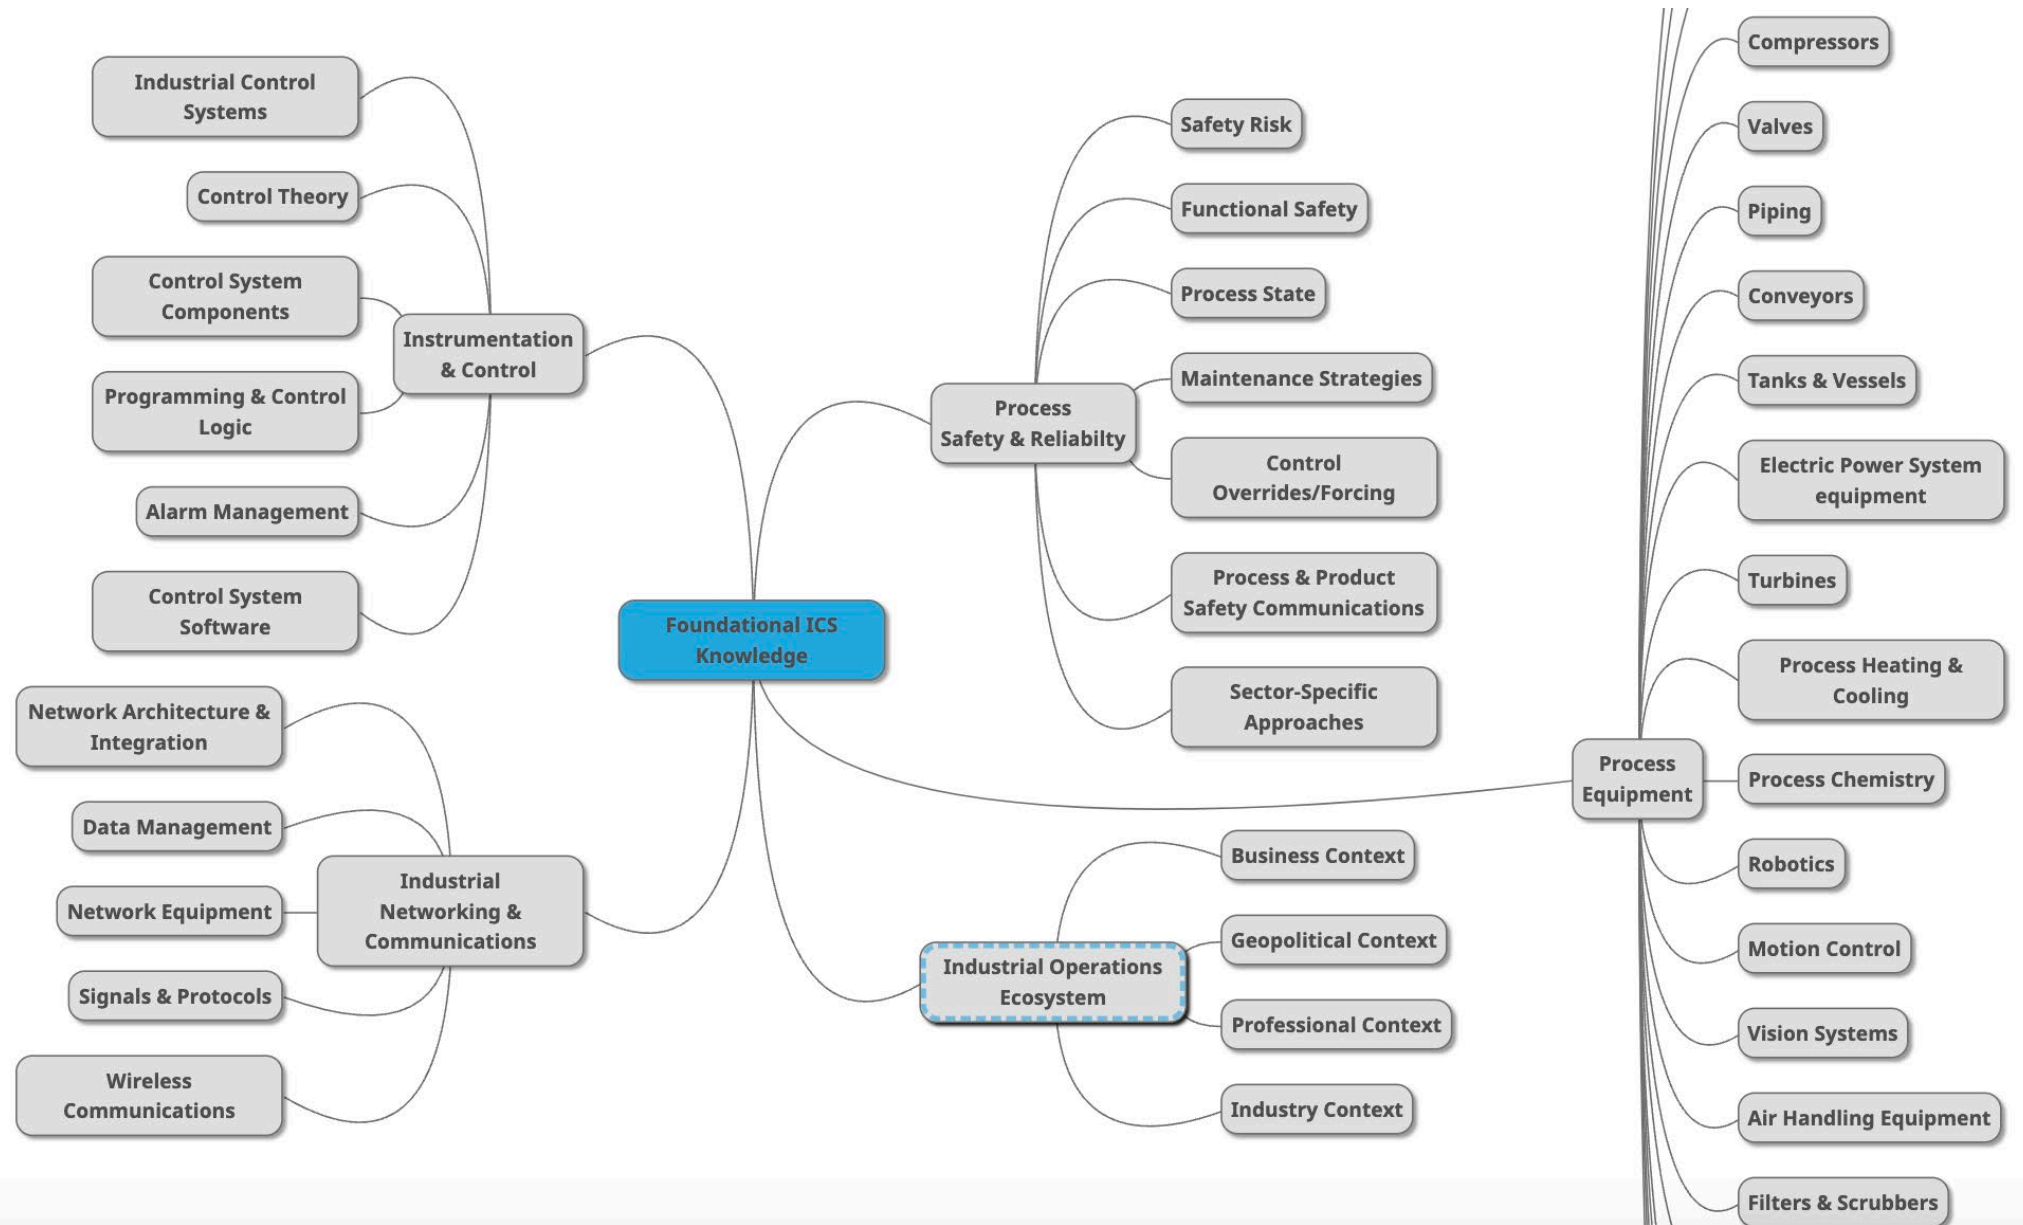 Industrial Control
Systems
Control Theory
Control System
Components
Programming & Control
Logic
Alarm Management
Control System
Software
Instrumentation
& Control
Network Architecture &
Integration
Data Management
Network Equipment
Signals & Protocols
Wireless
Communications
Industrial
Networking &
Communications
Foundational ICS
Knowledge
Process
Safety & Reliabilty
Safety Risk
Functional Safety
Process State
Maintenance Strategies
Control
Overrides/Forcing
Process & Product
Safety Communications
Sector-Specific
Approaches
Industrial Operations
Ecosystem
Business Context
Geopolitical Context
Professional Context
Industry Context
Process
Equipment
Compressors
Valves
Piping
Conveyors
Tanks & Vessels
Electric Power System
equipment
Turbines
Process Heating &
Cooling
Process Chemistry
Robotics
Motion Control
Vision Systems
Air Handling Equipment
Filters & Scrubbers